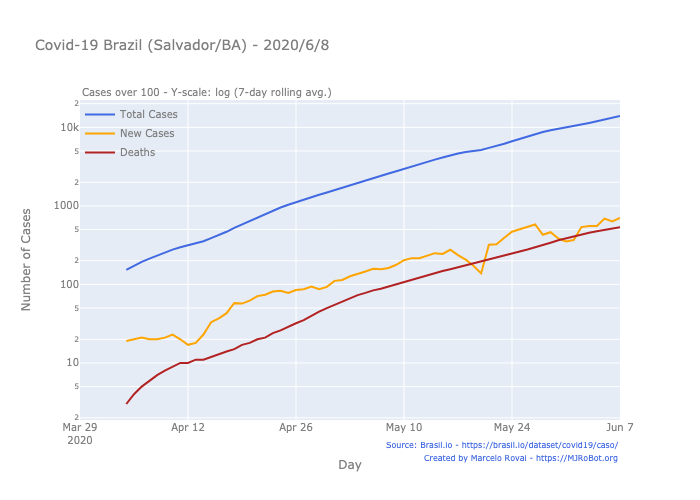 Covid-19 Brazil (Salvador/BA) - 2020/6/8
Cases over 100 - Y-scale: log (7-day rolling avg.)
Total Cases
New Cases
Deaths
2
10k
5
2
1000
5
2
100
5
2
10
5
2
Number of Cases
Mar 29 Apr 12 Apr 26 May 10 May 24 Jun 7
2020
Day
Source: Brasil.io - https://brasil.io/dataset/covid19/caso/
Created by Marcelo Rovai - https://MJRoBot.org